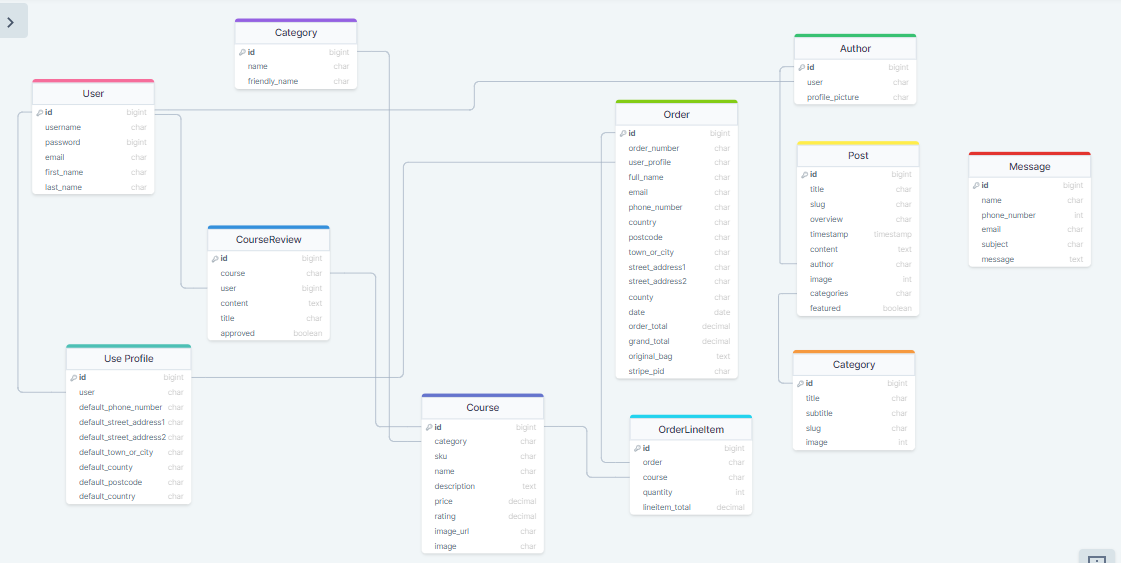 Category
id bigint
name char
friendly_name char
User
id bigint
username char
password bigint
email char
first_name char
last_name char
CourseReview
id bigint
course char
user bigint
content text
title char
approved boolean
Use Profile
id bigint
user char
default_phone_number char
default_street_address1 char
default_street_address2 char
default_town_or_city char
default_county char
default_postcode char
default_country char
Course
id bigint
category char
sku char
name char
description text
price decimal
rating decimal
image_url char
image char
Order
id bigint
order_number char
user_profile char
full_name char
email char
phone_number char
country char
postcode char
town_or_city char
street_address1 char
street_address2 char
county char
date date
order_total decimal
grand_total decimal
original_bag text
stripe_pid char
OrderLineItem
id bigint
order char
course char
quantity int
lineitem_total decimal
Author
id bigint
user char
profile_picture char
Post
id bigint
title char
slug char
overview char
timestamp timestamp
content text
author char
image int
categories char
featured boolean
Category
id bigint
title char
subtitle char
slug char
image int
Message
id bigint
name char
phone_number int
email char
subject char
message text